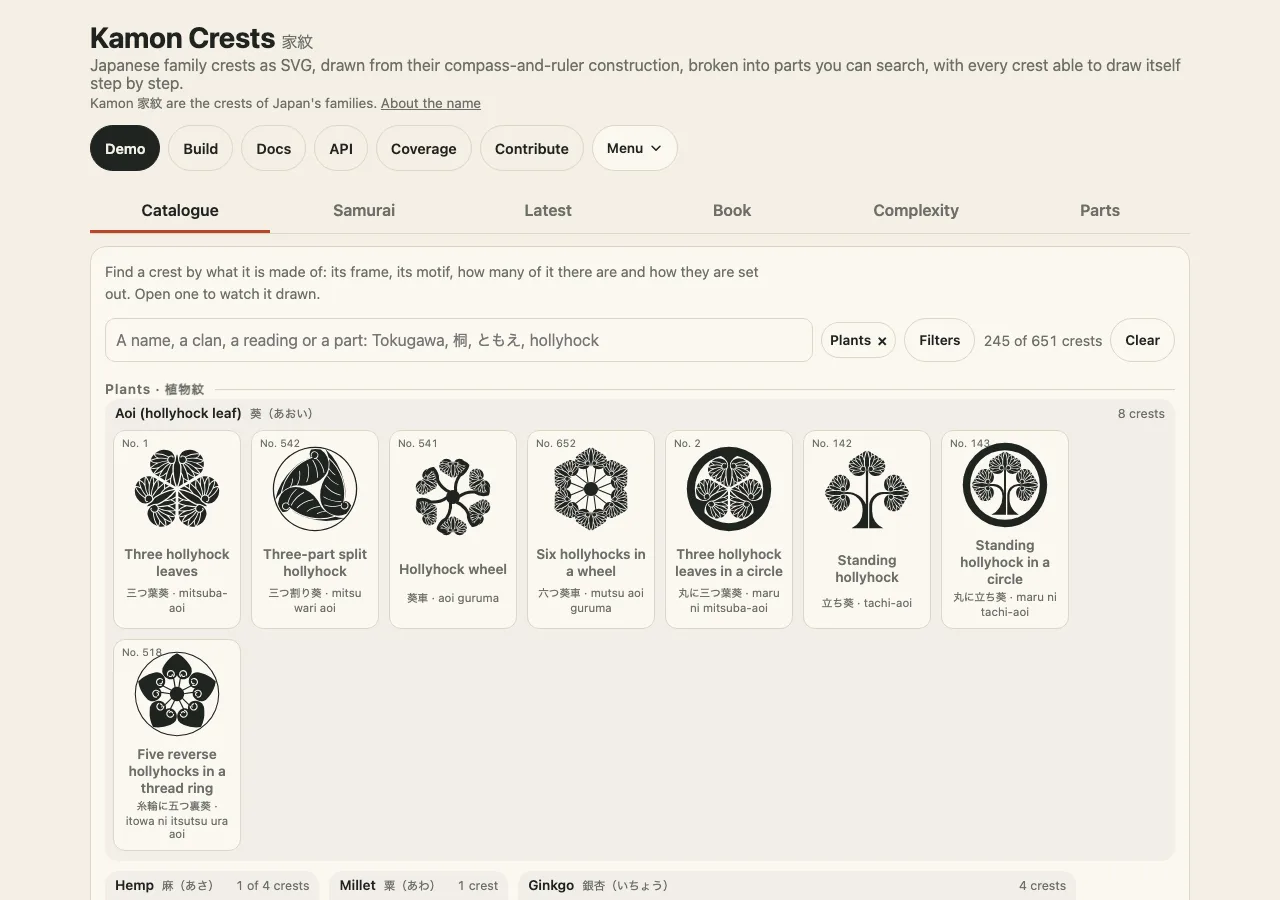 Kamon Crests 家紋
Japanese family crests as SVG, drawn from their compass-and-ruler construction, broken into parts you can search, with every crest able to draw itself
step by step.
Kamon 家紋 are the crests of Japan's families. About the name
Demo Build Docs API Coverage Contribute Menu
Catalogue Samurai Latest Book Complexity Parts
Find a crest by what it is made of: its frame, its motif, how many of it there are and how they are set
out. Open one to watch it drawn.
A name, a clan, a reading or a part: Tokugawa, 桐, ともえ, hollyhock
Plants × Filters 245 of 651 crests Clear
Plants · 植物紋
Aoi (hollyhock leaf) 葵（あおい） 8 crests
No. 1
Three hollyhock
leaves
三つ葉葵 · mitsuba-
aoi
No. 542
Three-part split
hollyhock
三つ割り葵 · mitsu
wari aoi
No. 541
Hollyhock wheel
葵車 · aoi guruma
No. 652
Six hollyhocks in
a wheel
六つ葵車 · mutsu aoi
guruma
No. 2
Three hollyhock
leaves in a circle
丸に三つ葉葵 · maru
ni mitsuba-aoi
No. 142
Standing
hollyhock
立ち葵 · tachi-aoi
No. 143
Standing
hollyhock in a
circle
丸に立ち葵 · maru ni
tachi-aoi
No. 518
Five reverse
hollyhocks in a
thread ring
糸輪に五つ裏葵 ·
itowa ni itsutsu ura
aoi
Hemp 麻（あさ） 1 of 4 crests
Millet 粟（あわ） 1 crest
Ginkgo 銀杏（いちょう） 4 crests